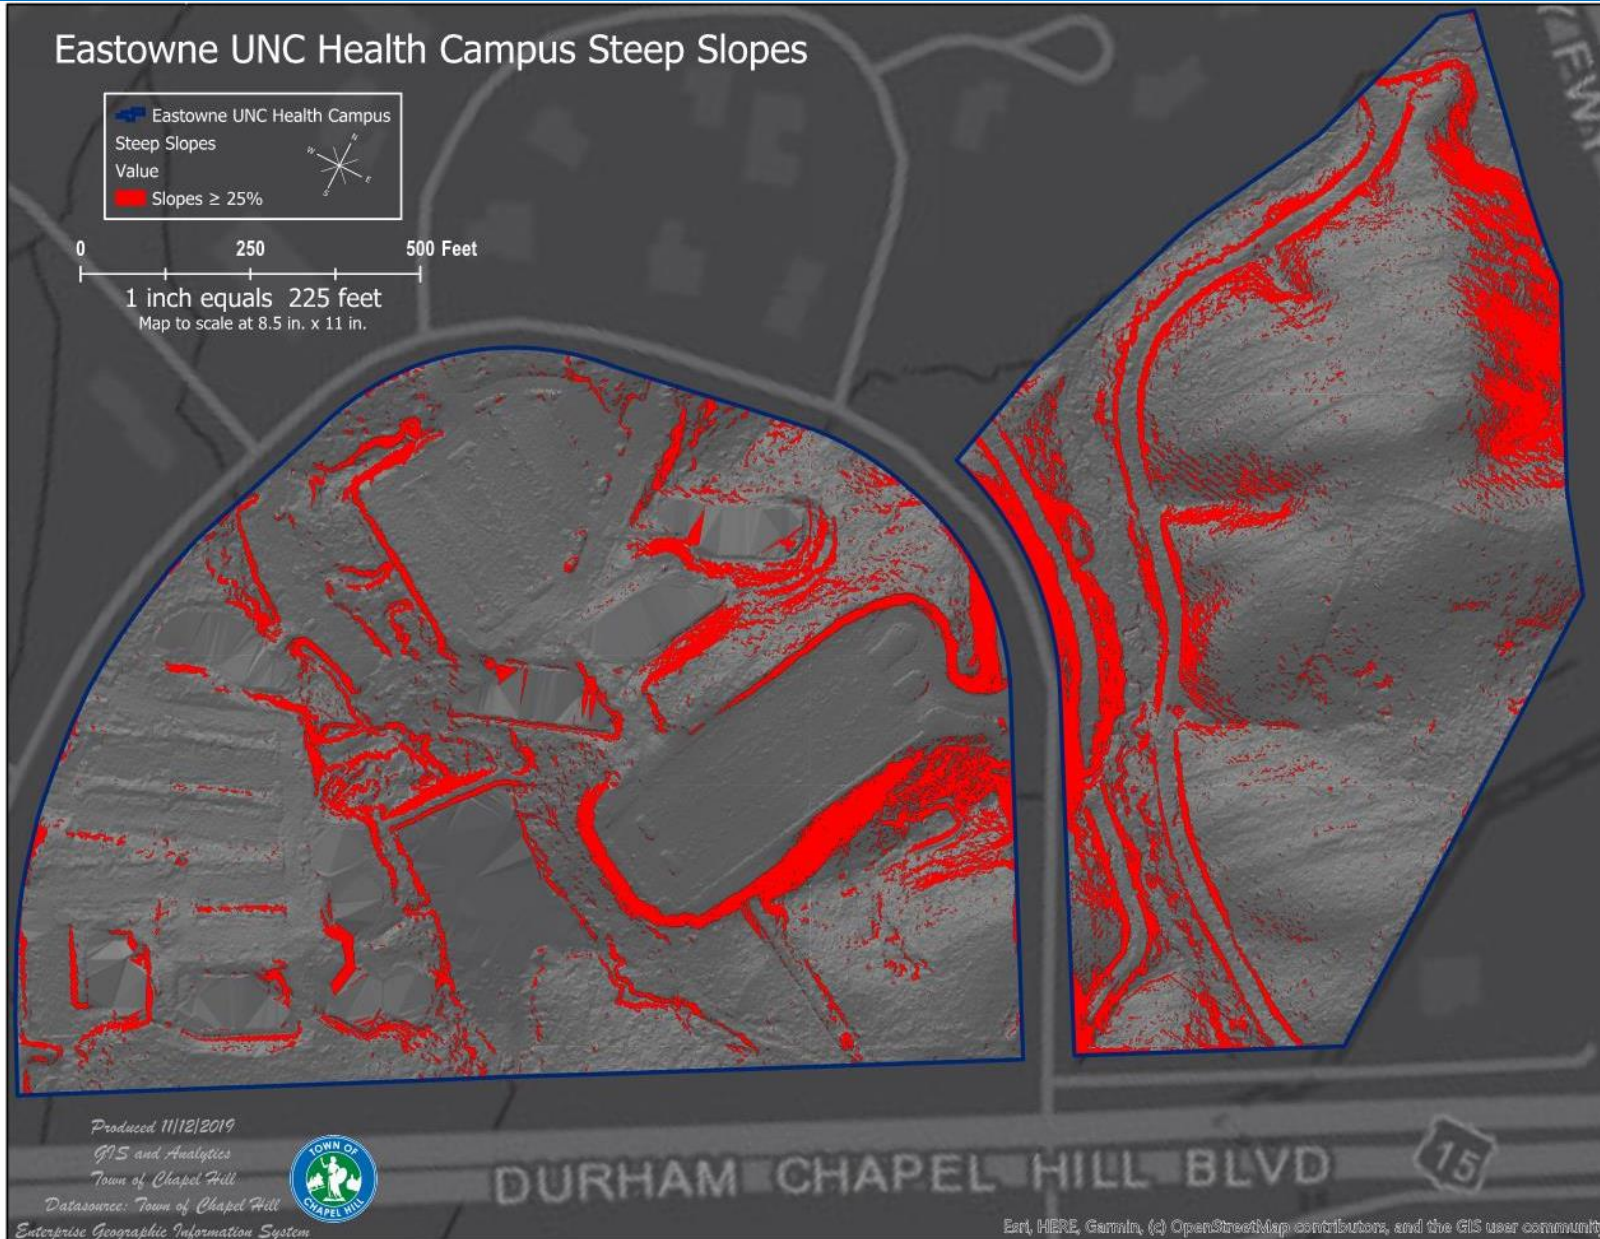 Eastowne UNC Health Campus Steep Slopes
Eastowne UNC Health Campus
Steep Slopes
Value
Slopes ≥ 25%
N
W
E
S
0 250 500 Feet
1 inch equals 225 feet
Map to scale at 8.5 in. x 11 in.
Produced 11/12/2019
GIS and Analytics
Town of Chapel Hill
Datasource: Town of Chapel Hill
Enterprise Geographic Information System
TOWN OF
CHAPEL HILL
DURHAM CHAPEL HILL BLVD
15
Esri, HERE, Garmin, (c) OpenStreetMap contributors, and the GIS user community